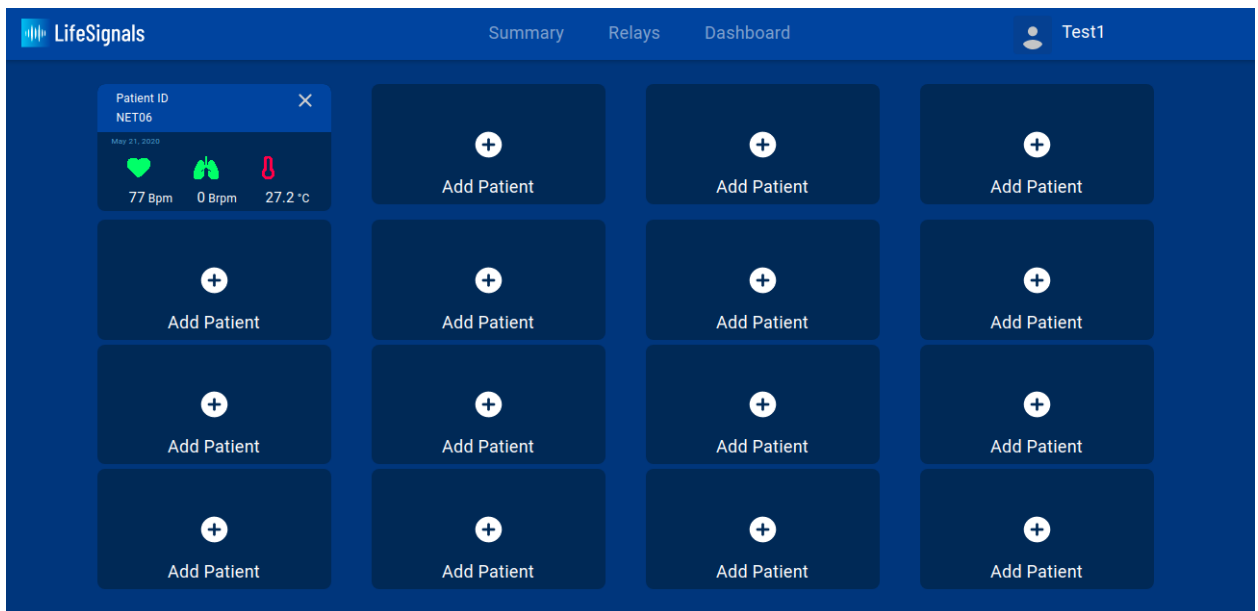 LifeSignals
Summary Relays Dashboard
Test1
Patient ID
NET06
May 21, 2020
77 Bpm 0 Brpm 27.2 °C
Add Patient Add Patient Add Patient
Add Patient Add Patient Add Patient Add Patient
Add Patient Add Patient Add Patient Add Patient
Add Patient Add Patient Add Patient Add Patient